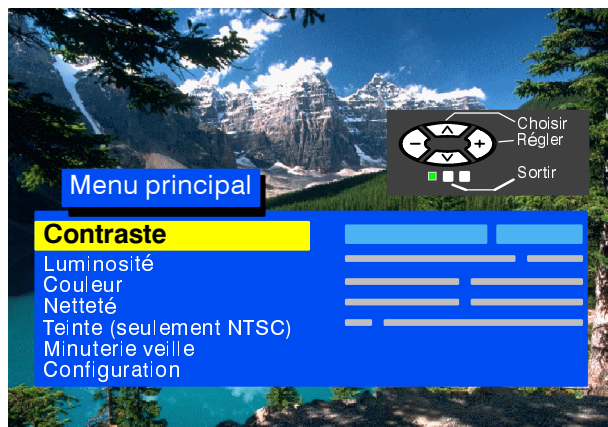 Choisir
Régler
Sortir
Menu principal
Contraste
Luminosité
Couleur
Netteté
Teinte (seulement NTSC)
Minuterie veille
Configuration